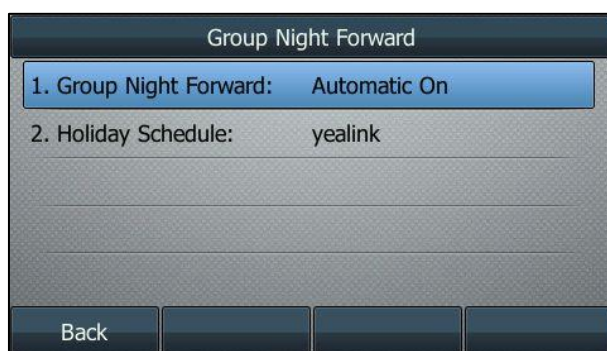 Group Night Forward
1. Group Night Forward: Automatic On
2. Holiday Schedule: yealink
Back